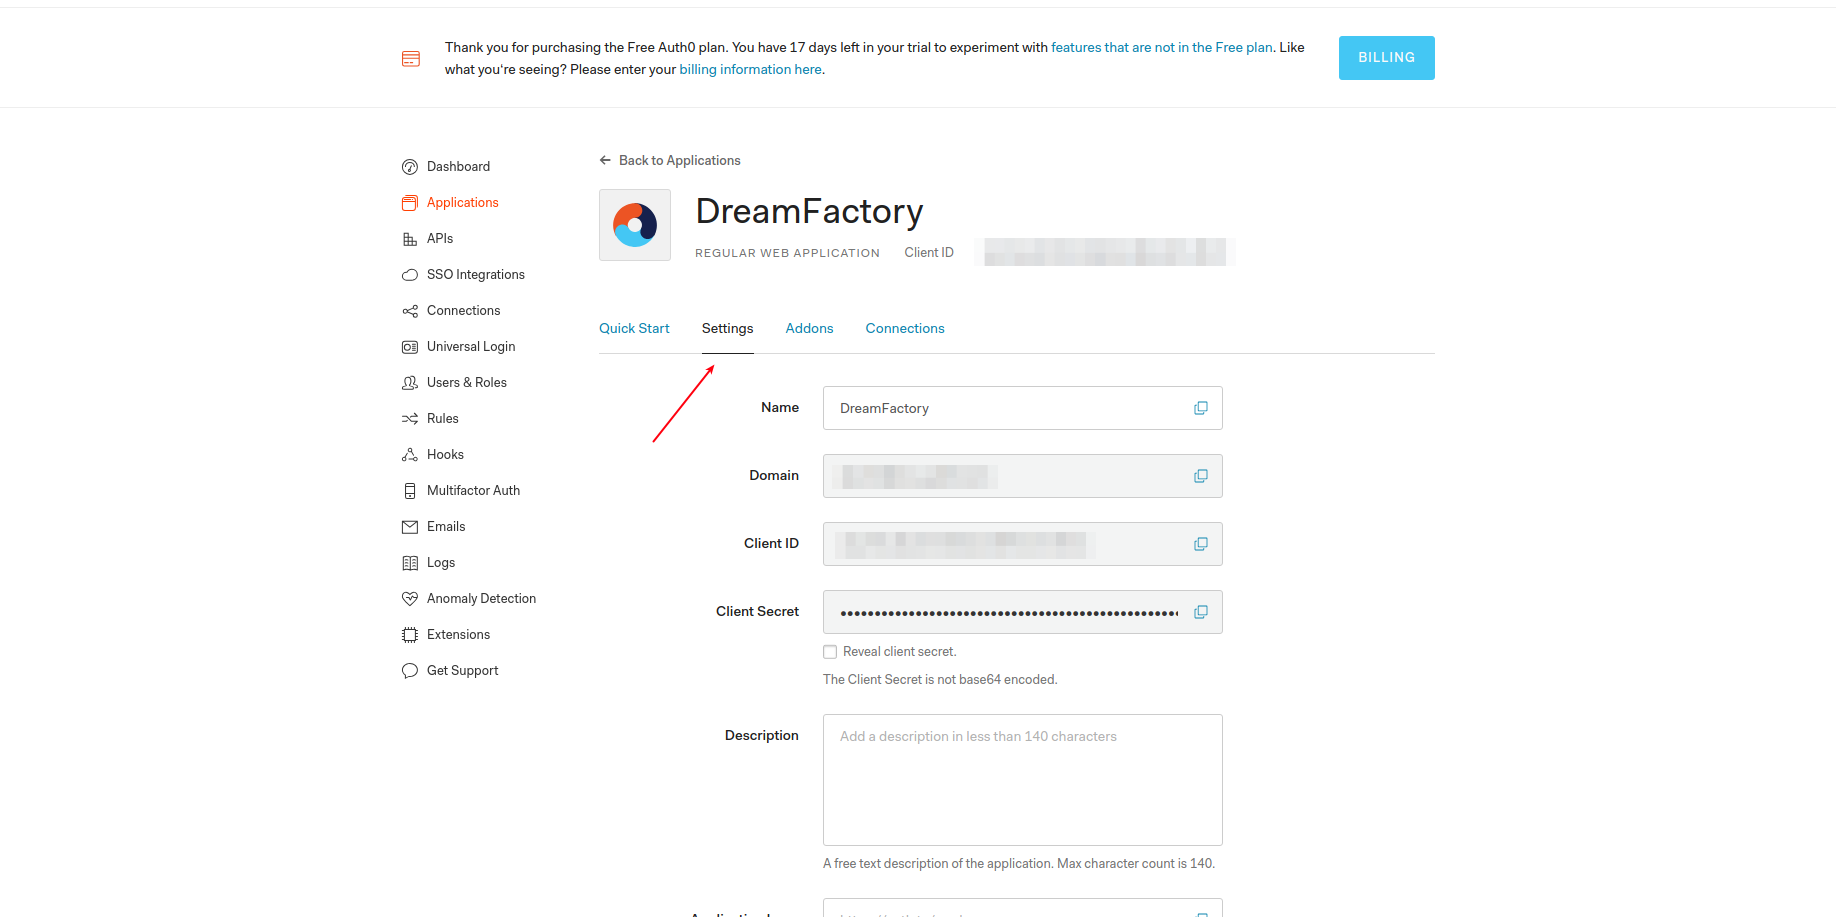 Thank you for purchasing the Free Auth0 plan. You have 17 days left in your trial to experiment with features that are not in the Free plan. Like
what you're seeing? Please enter your billing information here.
BILLING
Dashboard
Applications
APIs
SSO Integrations
Connections
Universal Login
Users & Roles
Rules
Hooks
Multifactor Auth
Emails
Logs
Anomaly Detection
Extensions
Get Support
Back to Applications
DreamFactory
REGULAR WEB APPLICATION Client ID
Quick Start Settings Addons Connections
Name
DreamFactory
Domain
Client ID
Client Secret
Reveal client secret.
The Client Secret is not base64 encoded.
Description
Add a description in less than 140 characters
A free text description of the application. Max character count is 140.